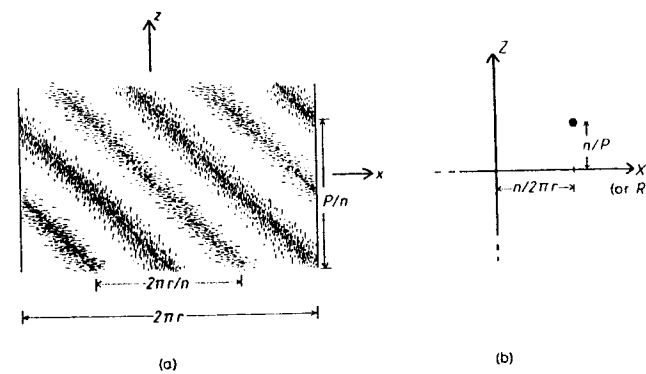 z
x
P/n
2πr/n
2πr
(a)
Z
n/P
X
n/2πr
(or R
(b)